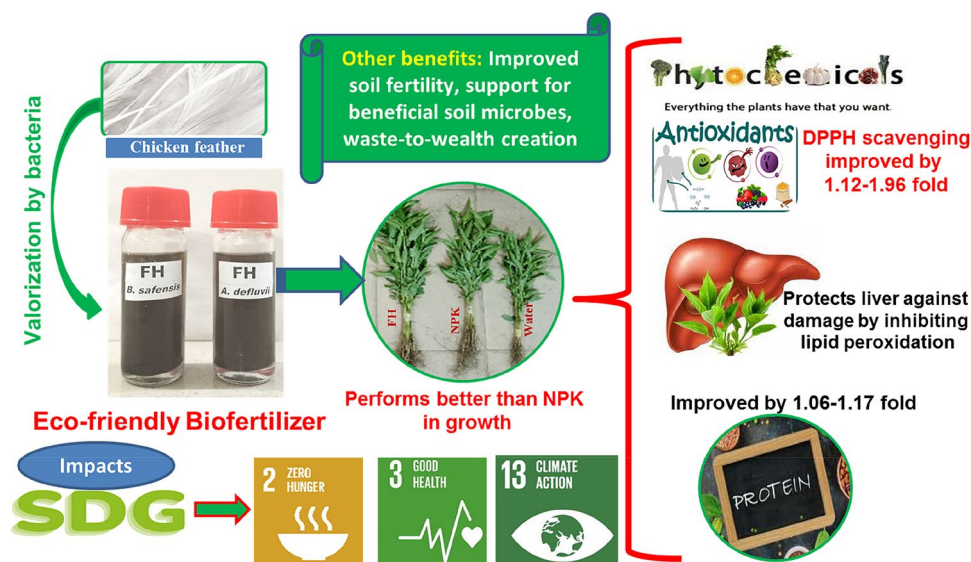 Valorization by bacteria
Chicken feather
FH
B. safensis
FH
A. defluvii
Eco-friendly Biofertilizer
Other benefits: Improved
soil fertility, support for
beneficial soil microbes,
waste-to-wealth creation
FH
NPK
Water
Performs better than NPK
in growth
Phytochemicals
Everything the plants have that you want.
Antioxidants
DPPH scavenging
improved by
1.12-1.96 fold
Protects liver against
damage by inhibiting
lipid peroxidation
Improved by 1.06-1.17 fold
PROTEIN
Impacts
SDG
2 ZERO
HUNGER
3 GOOD
HEALTH
13 CLIMATE
ACTION